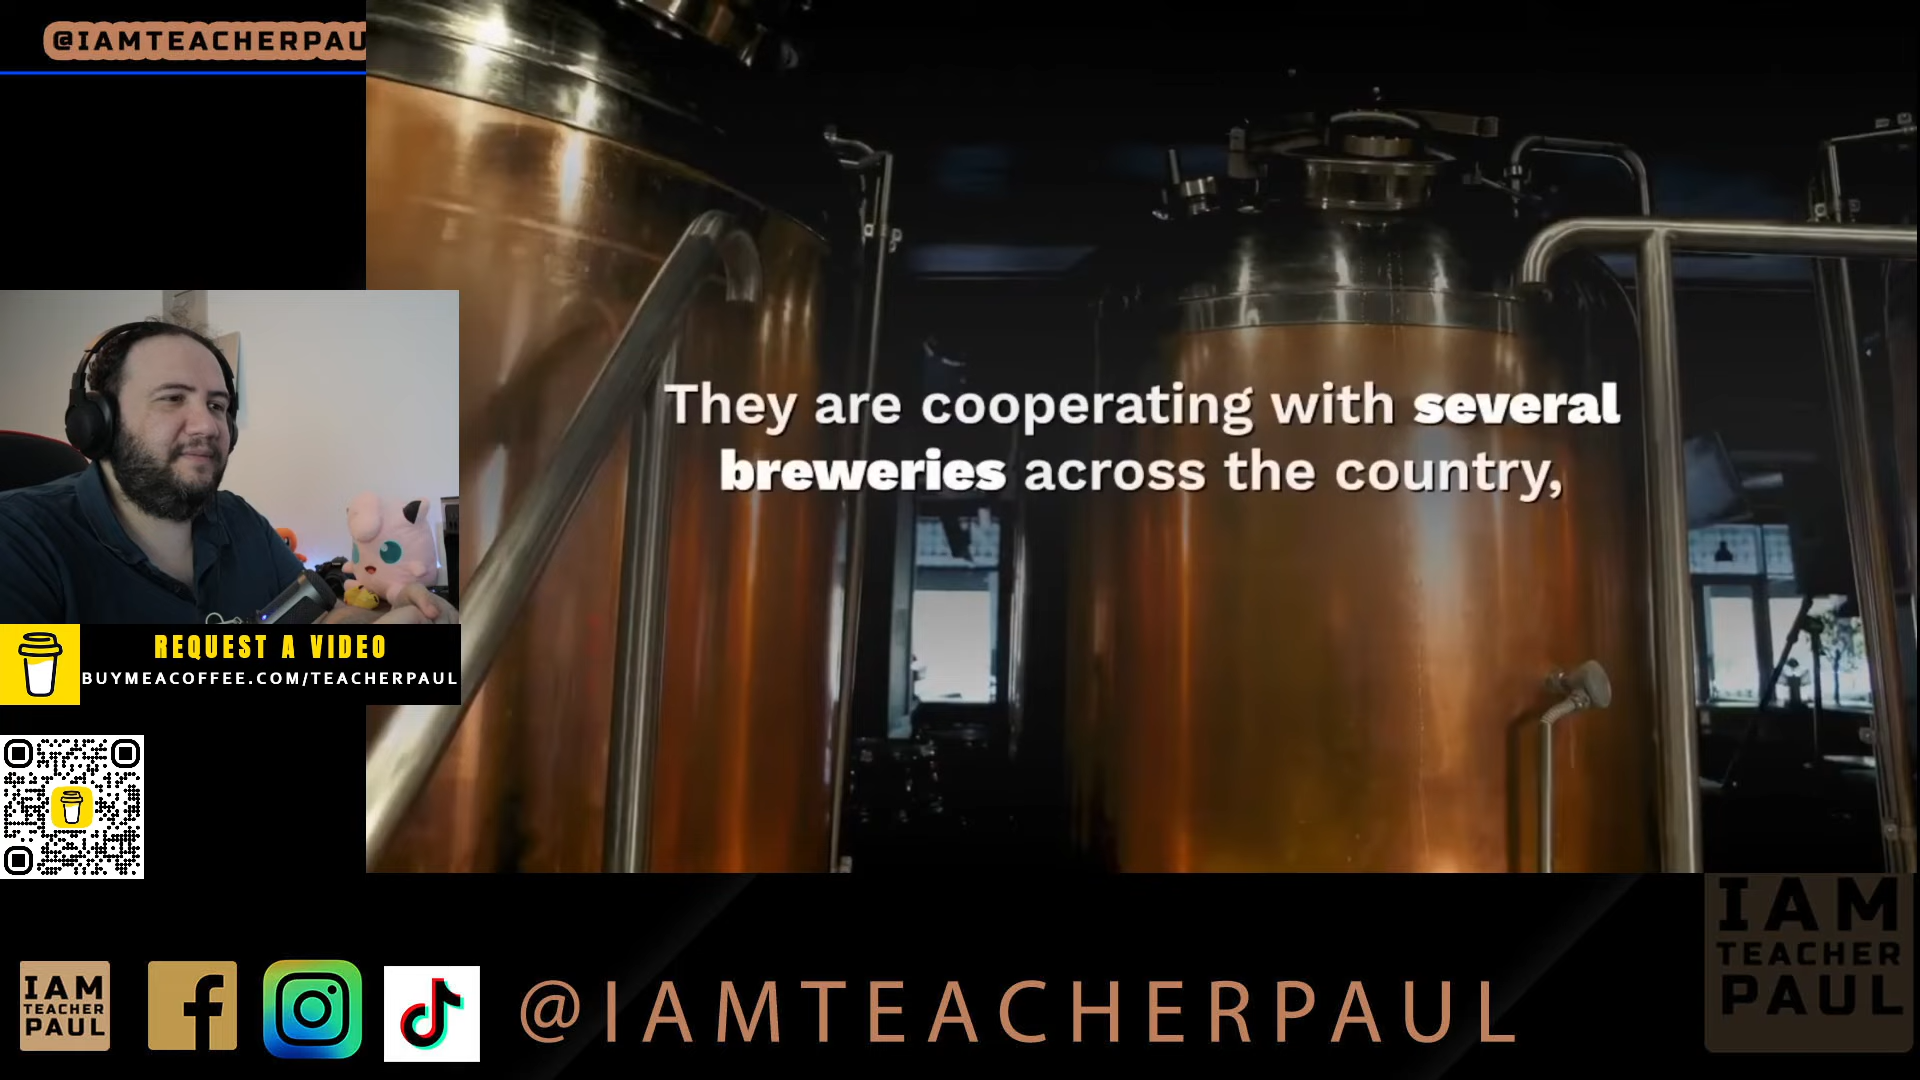 @IAMTEACHERPAU
They are cooperating with several
breweries across the country,
REQUEST A VIDEO
BUYMEACOFFEE.COM/TEACHERPAUL
IAM
TEACHER
PAUL
@IAMTEACHERPAUL
IAM
TEACHER
PAUL